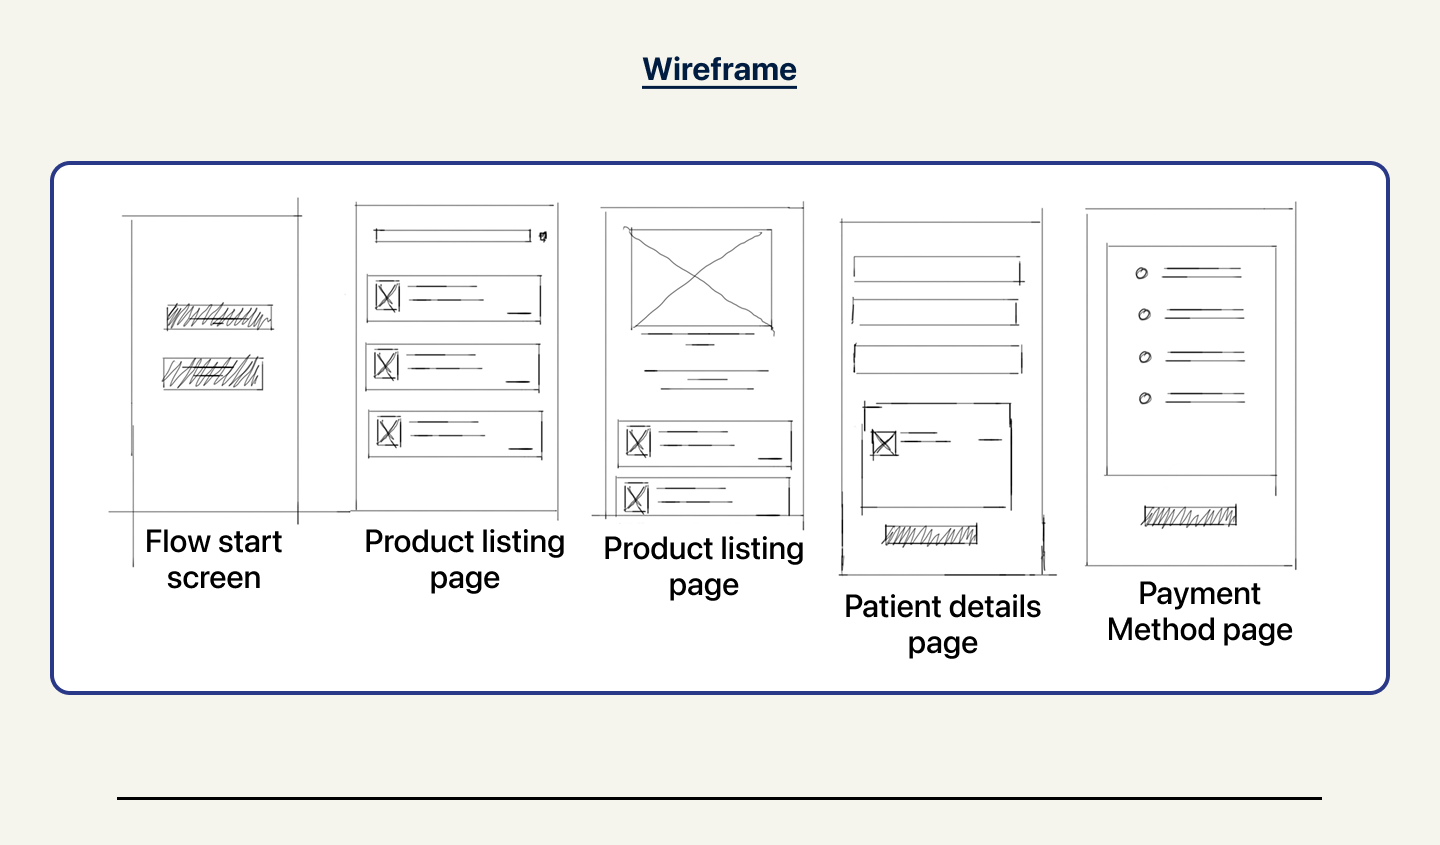 Wireframe
Flow start
screen
Product listing
page
Product listing
page
Patient details
page
Payment
Method page